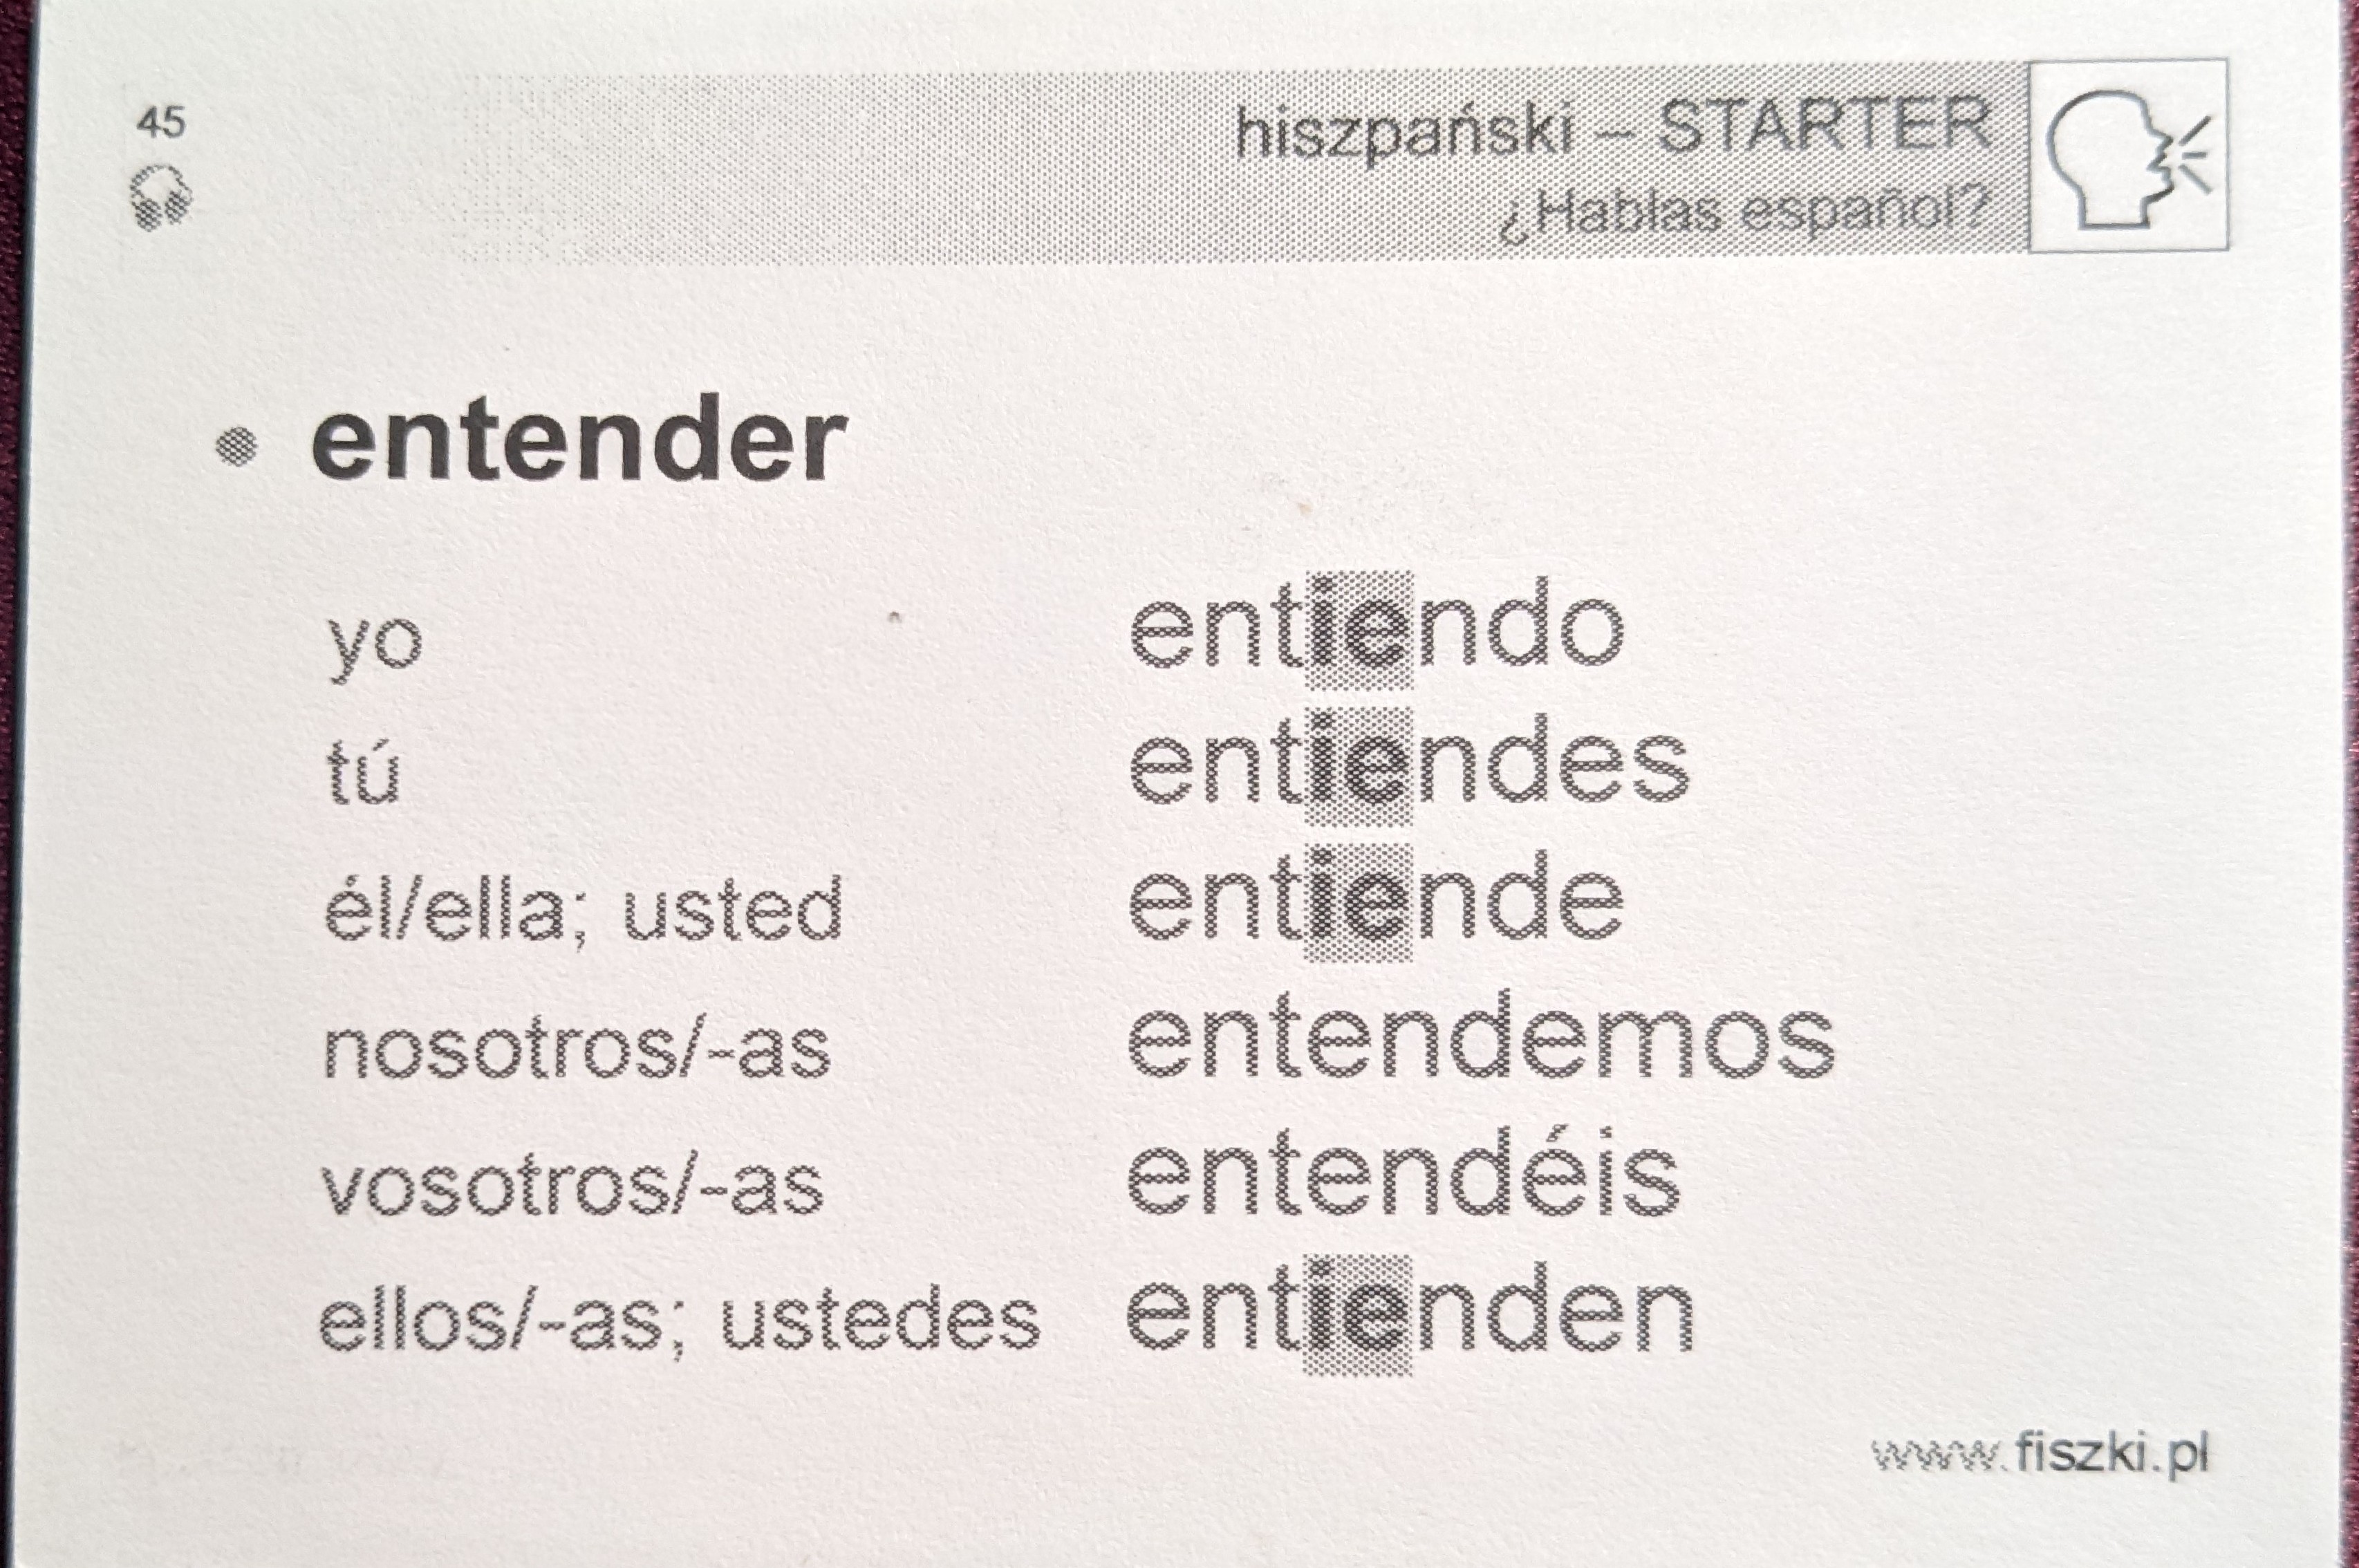 45
hiszpański – STARTER
¿Hablas español?
• entender
yo entiendo
tú entiendes
él/ella; usted entiende
nosotros/-as entendemos
vosotros/-as entendéis
ellos/-as; ustedes entienden
www.fiszki.pl